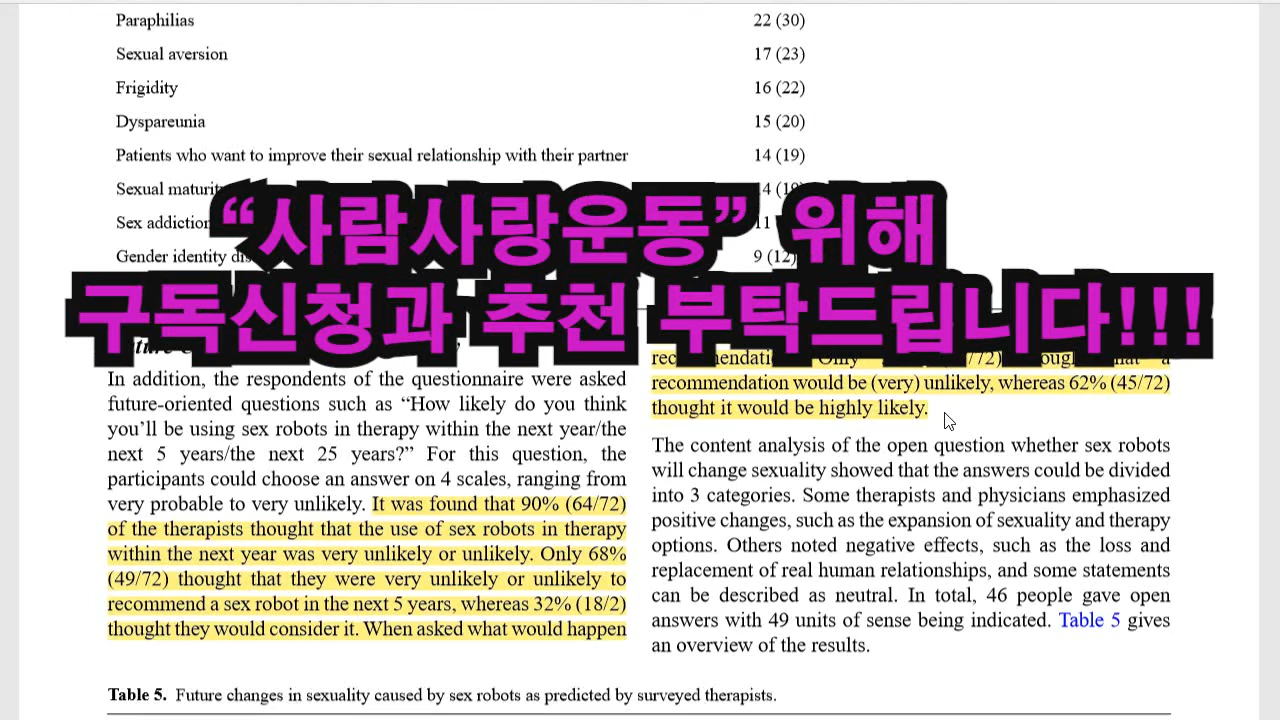 Paraphilias 22 (30)
Sexual aversion 17 (23)
Frigidity 16 (22)
Dyspareunia 15 (20)
Patients who want to improve their sexual relationship with their partner 14 (19)
Sexual
Sex addiction 11
Gender identity 9 (12)
“사람사랑운동” 위해
구독신청과 추천 부탁드립니다!!!
In addition, the respondents of the questionnaire were asked
future-oriented questions such as “How likely do you think
you’ll be using sex robots in therapy within the next year/the
next 5 years/the next 25 years?” For this question, the
participants could choose an answer on 4 scales, ranging from
very probable to very unlikely. It was found that 90% (64/72)
of the therapists thought that the use of sex robots in therapy
within the next year was very unlikely or unlikely. Only 68%
(49/72) thought that they were very unlikely or unlikely to
recommend a sex robot in the next 5 years, whereas 32% (18/2)
thought they would consider it. When asked what would happen
Only
recommendation would be (very) unlikely, whereas 62% (45/72)
thought it would be highly likely.
The content analysis of the open question whether sex robots
will change sexuality showed that the answers could be divided
into 3 categories. Some therapists and physicians emphasized
positive changes, such as the expansion of sexuality and therapy
options. Others noted negative effects, such as the loss and
replacement of real human relationships, and some statements
can be described as neutral. In total, 46 people gave open
answers with 49 units of sense being indicated. Table 5 gives
an overview of the results.
Table 5. Future changes in sexuality caused by sex robots as predicted by surveyed therapists.